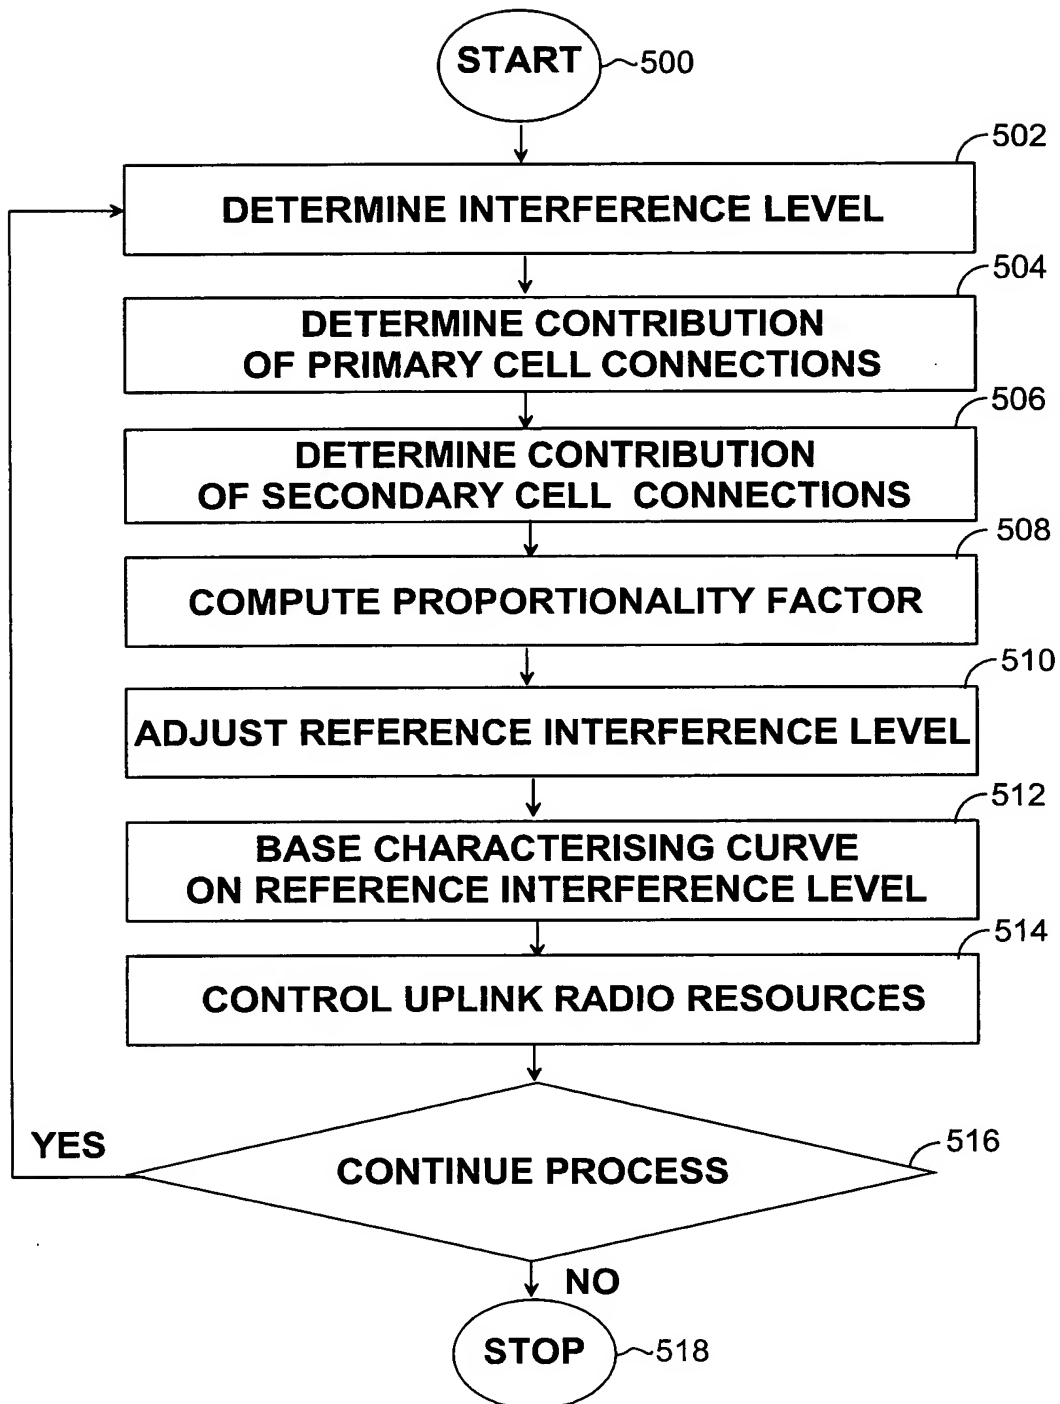 START
500
502
DETERMINE INTERFERENCE LEVEL
504
DETERMINE CONTRIBUTION
OF PRIMARY CELL CONNECTIONS
506
DETERMINE CONTRIBUTION
OF SECONDARY CELL CONNECTIONS
508
COMPUTE PROPORTIONALITY FACTOR
510
ADJUST REFERENCE INTERFERENCE LEVEL
512
BASE CHARACTERISING CURVE
ON REFERENCE INTERFERENCE LEVEL
514
CONTROL UPLINK RADIO RESOURCES
YES
516
CONTINUE PROCESS
NO
STOP
518